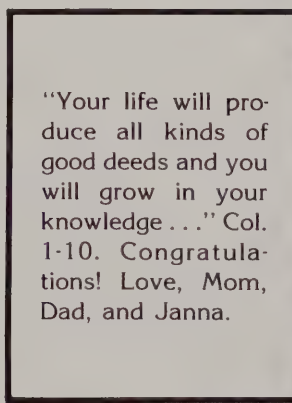 “Your life will pro-
duce all kinds of
good deeds and you
will grow in your
knowledge . . .” Col.
1-10. Congratula-
tions! Love, Mom,
Dad, and Janna.